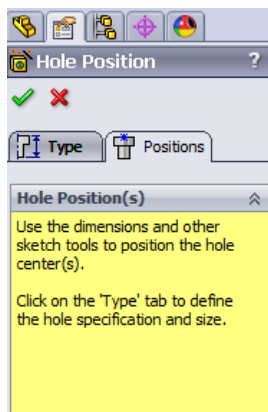 Hole Position ?
Type Positions
Hole Position(s)
Use the dimensions and other
sketch tools to position the hole
center(s).
Click on the 'Type' tab to define
the hole specification and size.